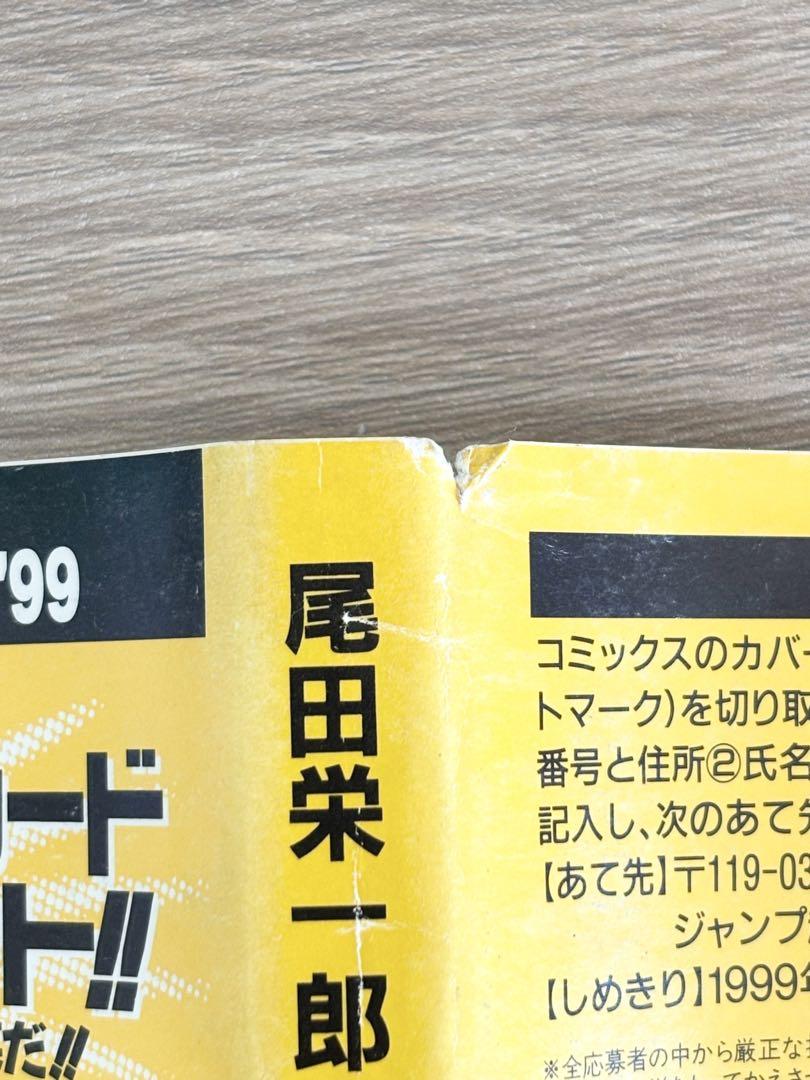 '99
ード
ト!!
だ!!
尾田栄一郎
コミックスのカバー
トマーク)を切り取
番号と住所②氏名
記入し、次のあて先
【あて先】〒119-03
ジャンプ
【しめきり】1999年
※全応募者の中から厳正な